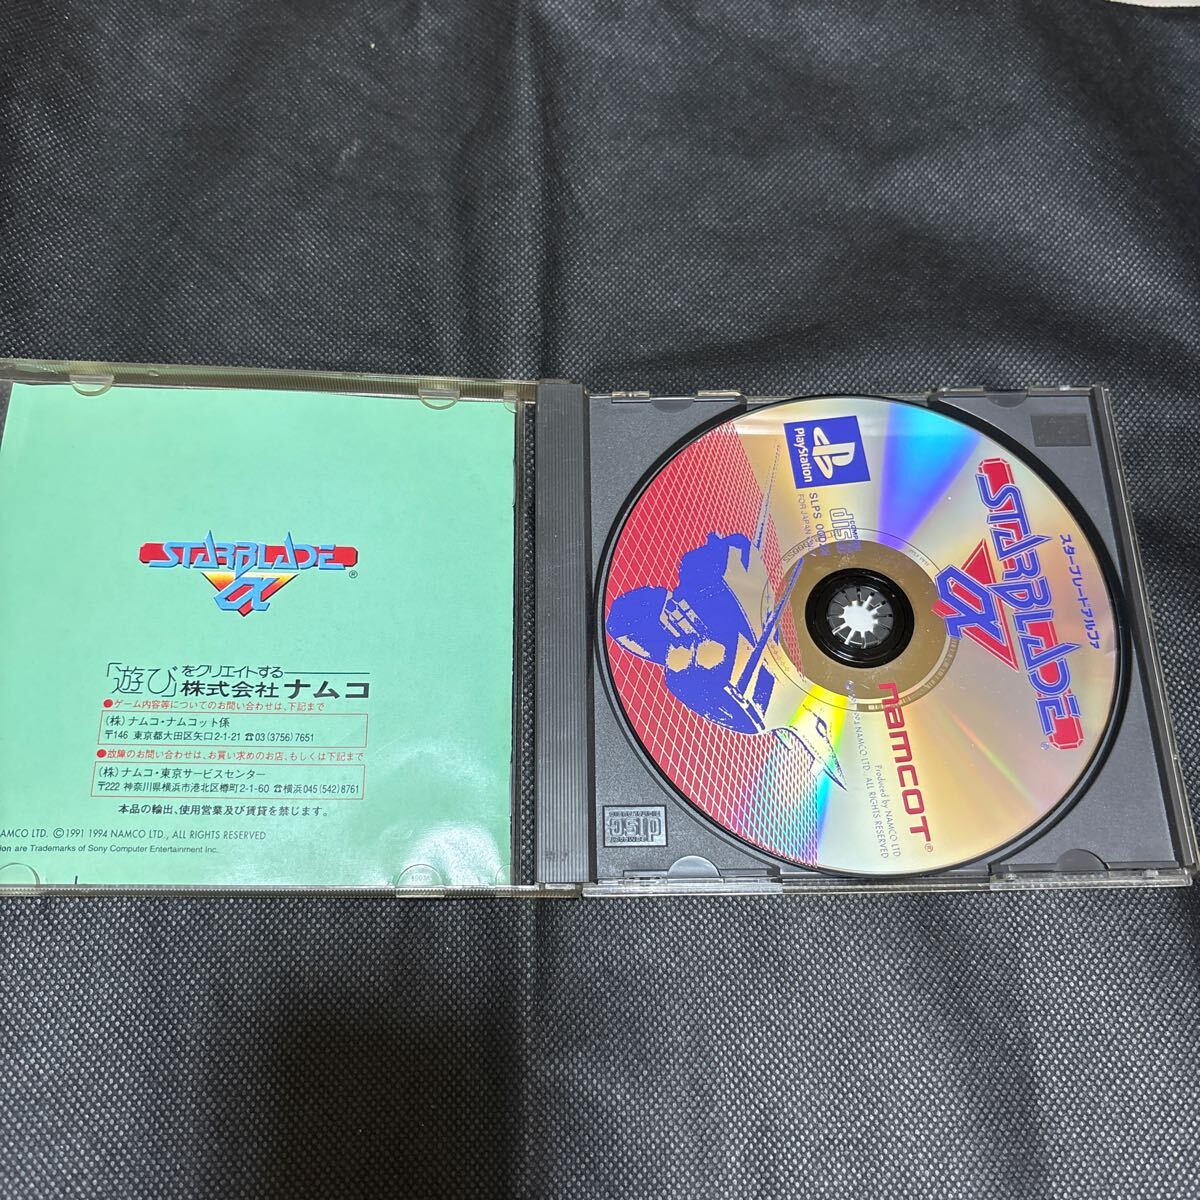 STARBLADE
α
®
「遊び」をクリエイトする
株式会社ナムコ
●ゲーム内容等についてのお問い合わせは、下記まで
(株)ナムコ・ナムコット係
〒146 東京都大田区矢口2-1-21 ☎03(3756)7651
●故障のお問い合わせは、お買い求めのお店、もしくは下記まで
(株)ナムコ・東京サービスセンター
〒222 神奈川県横浜市港北区樽町2-1-60 ☎横浜045(542)8761
本品の輸出、使用営業及び賃貸を禁じます。
NAMCO LTD. ©1991 1994 NAMCO LTD., ALL RIGHTS RESERVED
are Trademarks of Sony Computer Entertainment Inc.
PlayStation
SLPS
FOR JAPAN
disc
スターブレードアルファ
STARBLADE
α
®
namcot®
Produced by NAMCO LTD.
NAMCO LTD., ALL RIGHTS RESERVED
disc